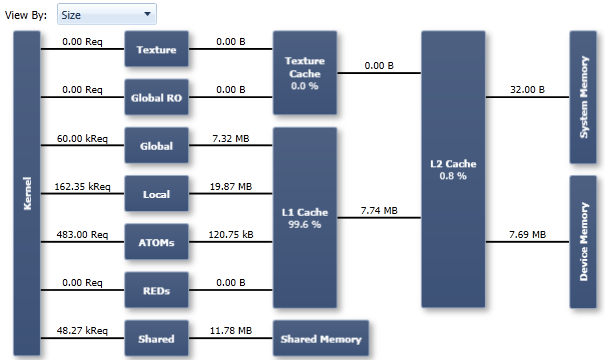 View By: Size
Kernel
0.00 Req
Texture
0.00 B
Texture
Cache
0.0 %
0.00 B
0.00 Req
Global RO
0.00 B
60.00 kReq
Global
7.32 MB
162.35 kReq
Local
19.87 MB
L1 Cache
99.6 %
7.74 MB
483.00 Req
ATOMs
120.75 kB
0.00 Req
REDs
0.00 B
48.27 kReq
Shared
11.78 MB
Shared Memory
L2 Cache
0.8 %
32.00 B
System Memory
7.69 MB
Device Memory